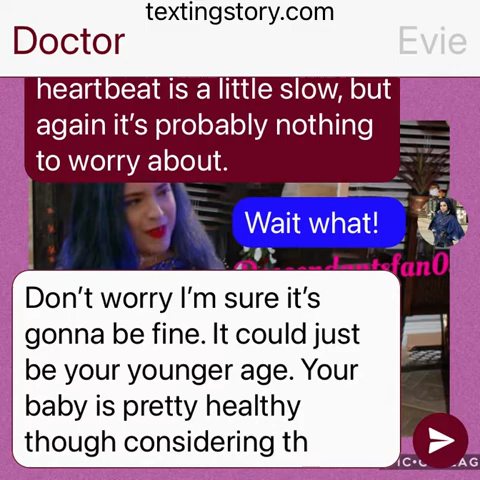 textingstory.com
Doctor
Evie
heartbeat is a little slow, but
again it's probably nothing
to worry about.
Wait what!
Don't worry I'm sure it's
gonna be fine. It could just
be your younger age. Your
baby is pretty healthy
though considering th